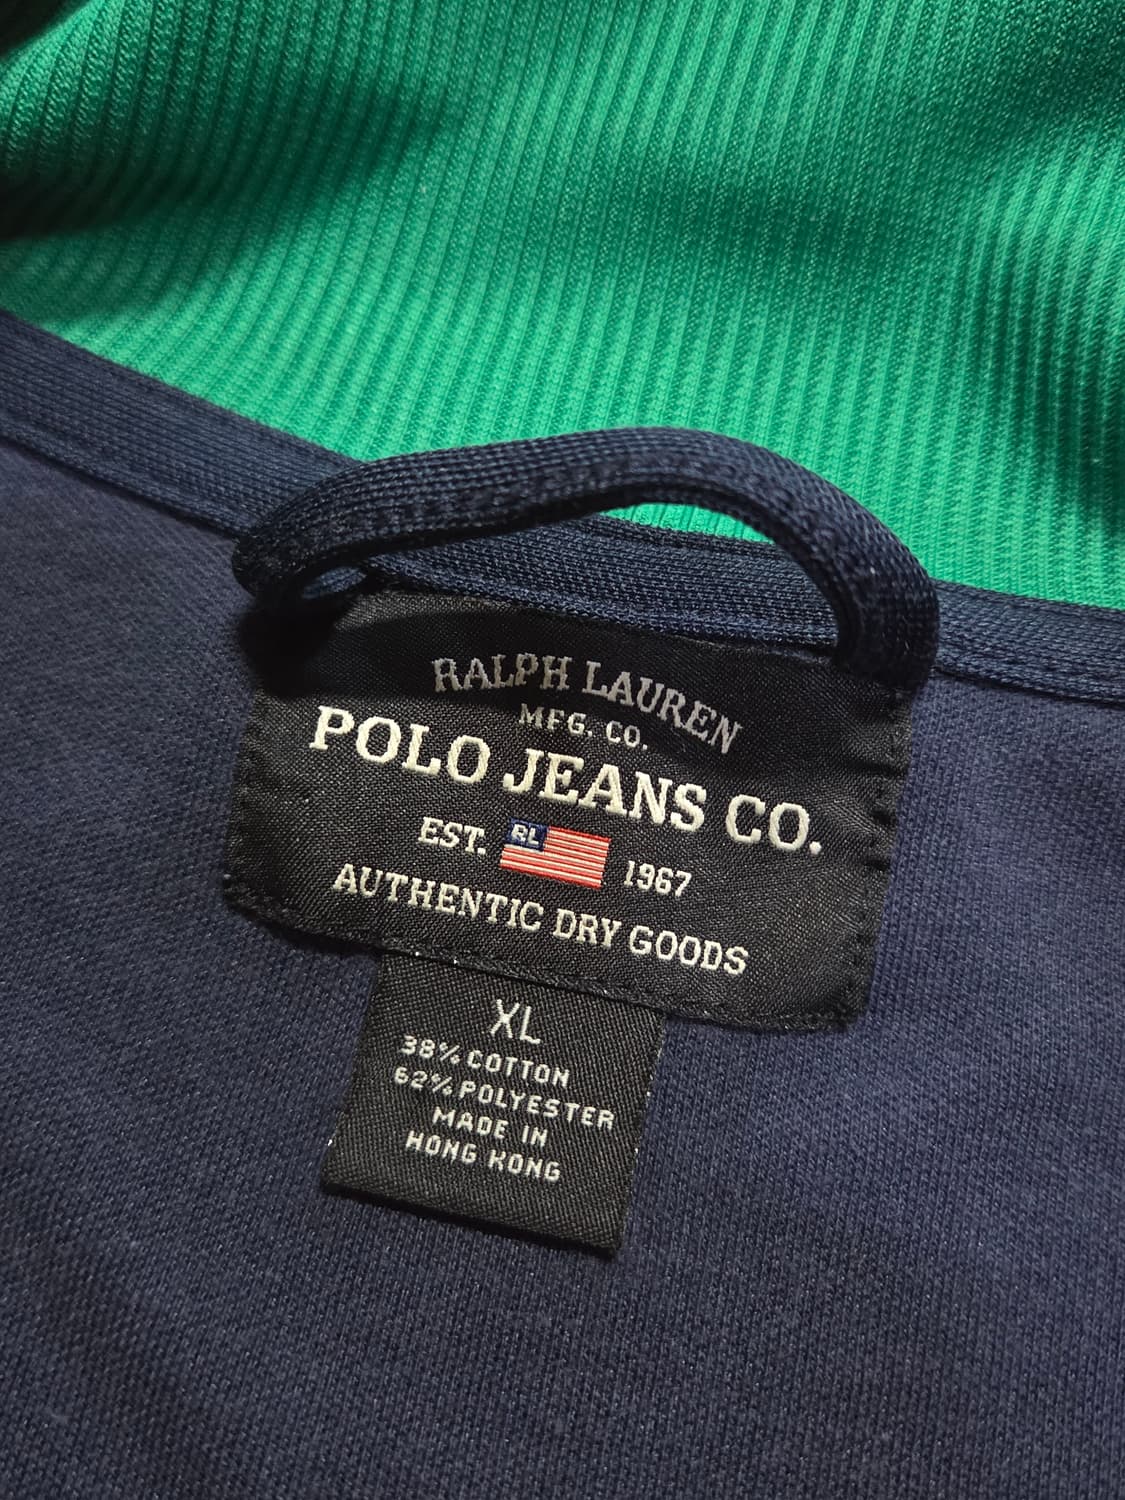 RALPH LAUREN
MFG. CO.
POLO JEANS CO.
EST. RL 1967
AUTHENTIC DRY GOODS
XL
38% COTTON
62% POLYESTER
MADE IN
HONG KONG